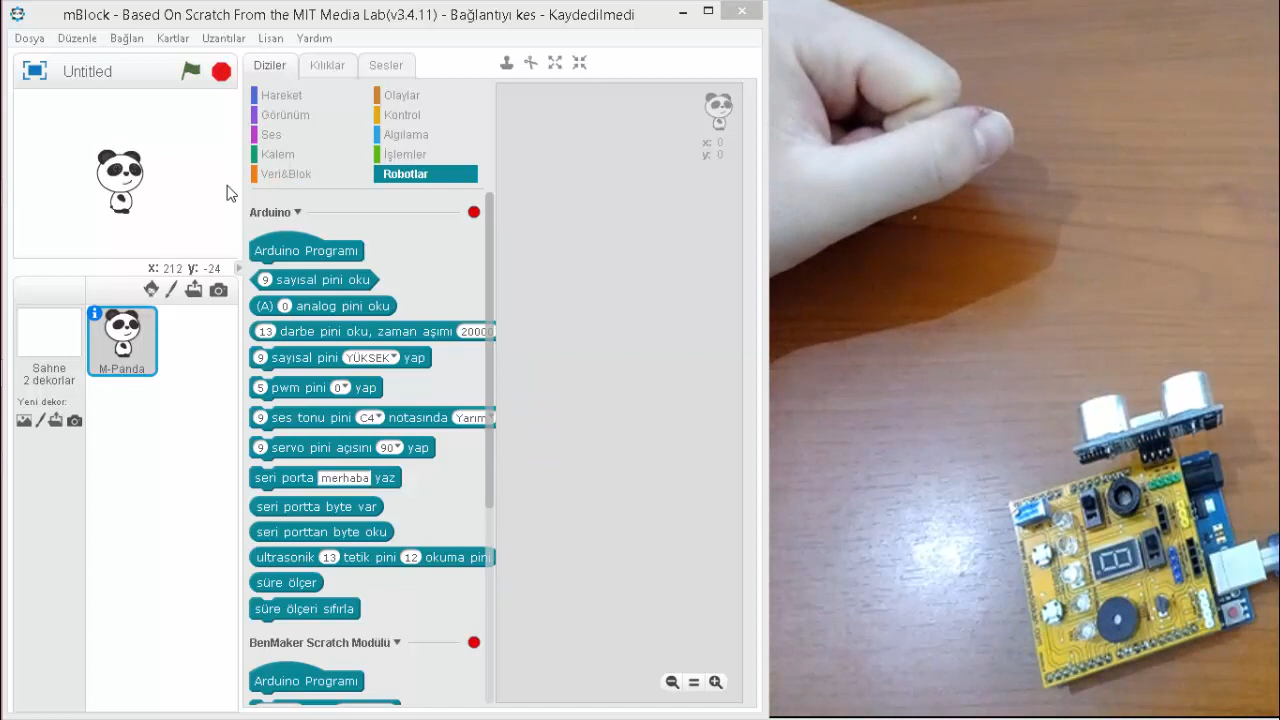 mBlock - Based On Scratch From the MIT Media Lab(v3.4.11) - Bağlantıyı kes - Kaydedilmedi
Dosya Düzenle Bağlan Kartlar Uzantılar Lisan Yardım
Untitled
Diziler Kılıklar Sesler
Hareket Olaylar
Görünüm Kontrol
Ses Algılama
Kalem İşlemler
Veri&Blok Robotlar
x: 0
y: 0
Arduino
Arduino Programı
9 sayısal pini oku
(A) 0 analog pini oku
13 darbe pini oku, zaman aşımı 20000
9 sayısal pini YÜKSEK yap
5 pwm pini 0 yap
9 ses tonu pini C4 notasında Yarım
9 servo pini açısını 90 yap
seri porta merhaba yaz
seri portta byte var
seri porttan byte oku
ultrasonik 13 tetik pini 12 okuma pini
süre ölçer
süre ölçeri sıfırla
BenMaker Scratch Modülü
Arduino Programı
x: 212 y: -24
Sahne
2 dekorlar
Yeni dekor:
M-Panda